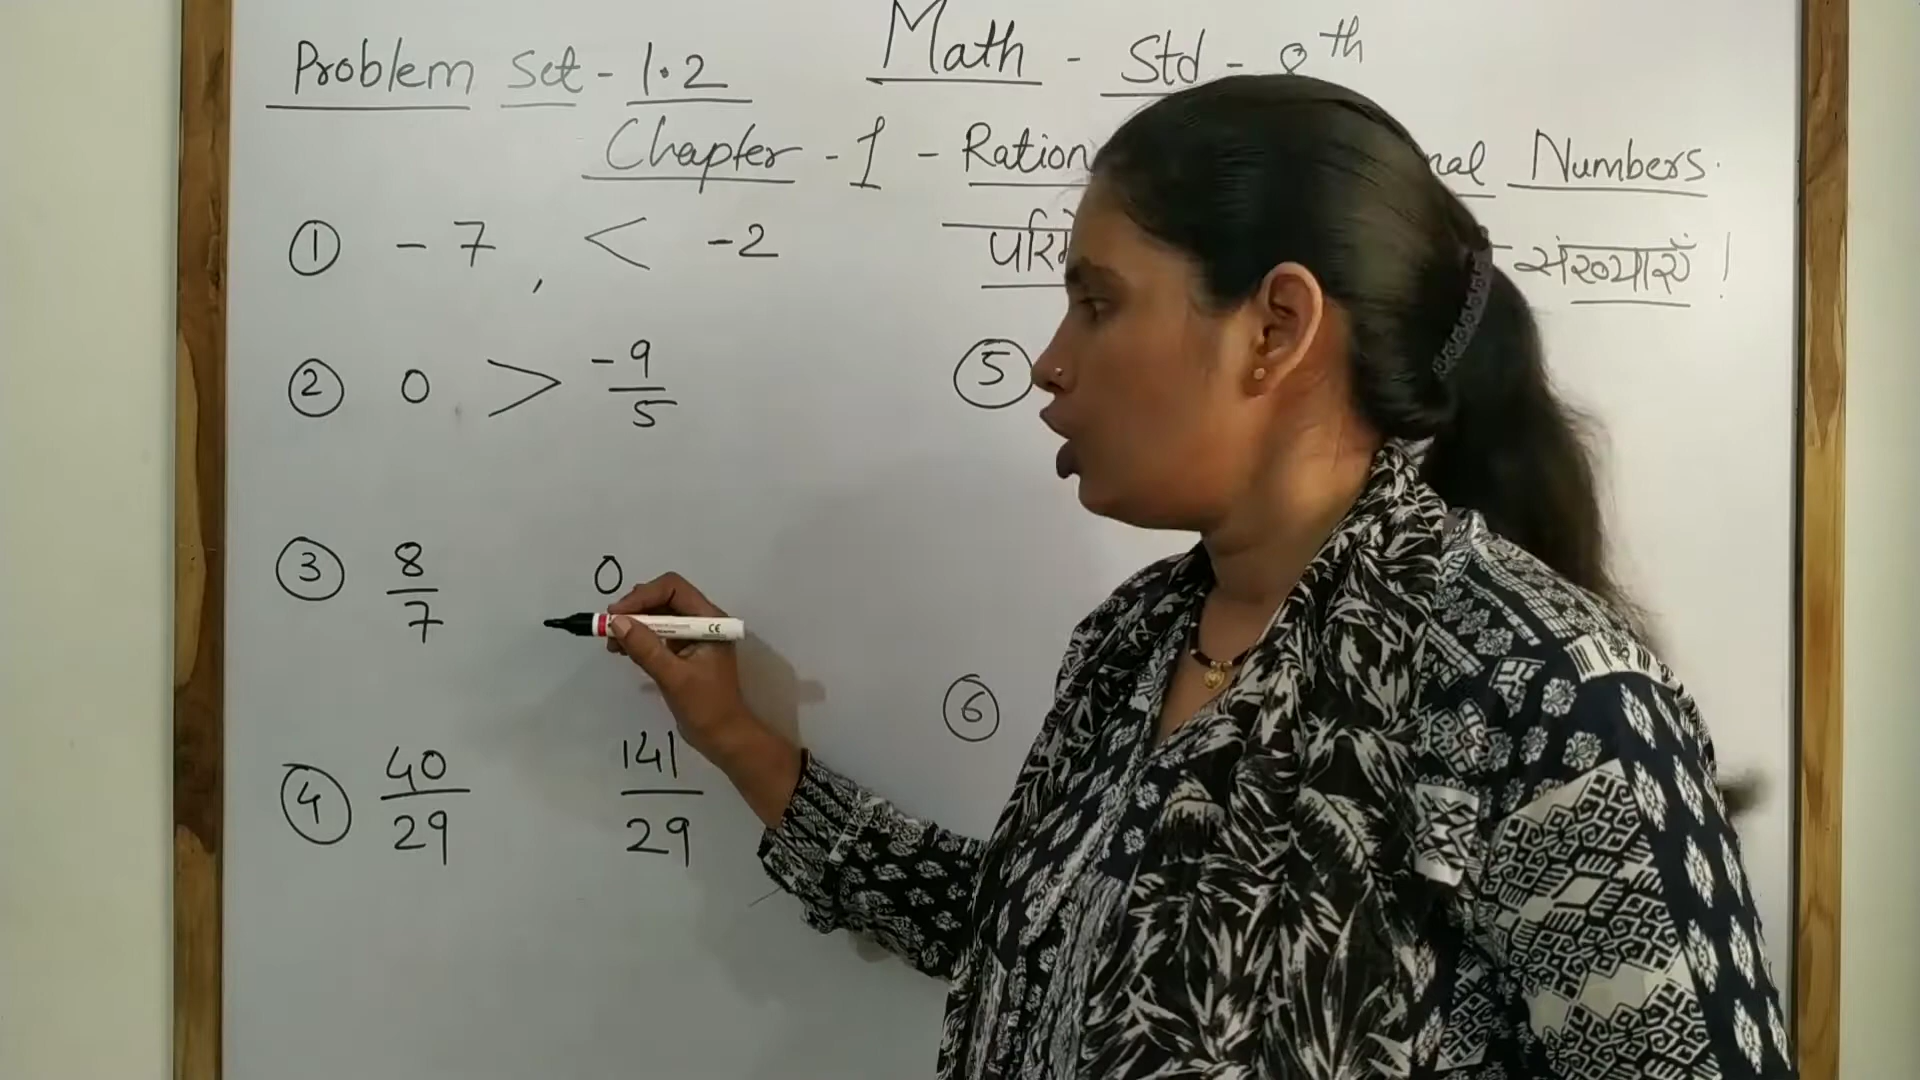 Problem Set - 1.2
Math - Std - 8th
Chapter - 1 - Ration nal Numbers.
परिमे संख्याएँ !
① - 7 , < -2
② 0 > -9/5
⑤
③ 8/7 0
⑥
④ 40/29 141/29
CE